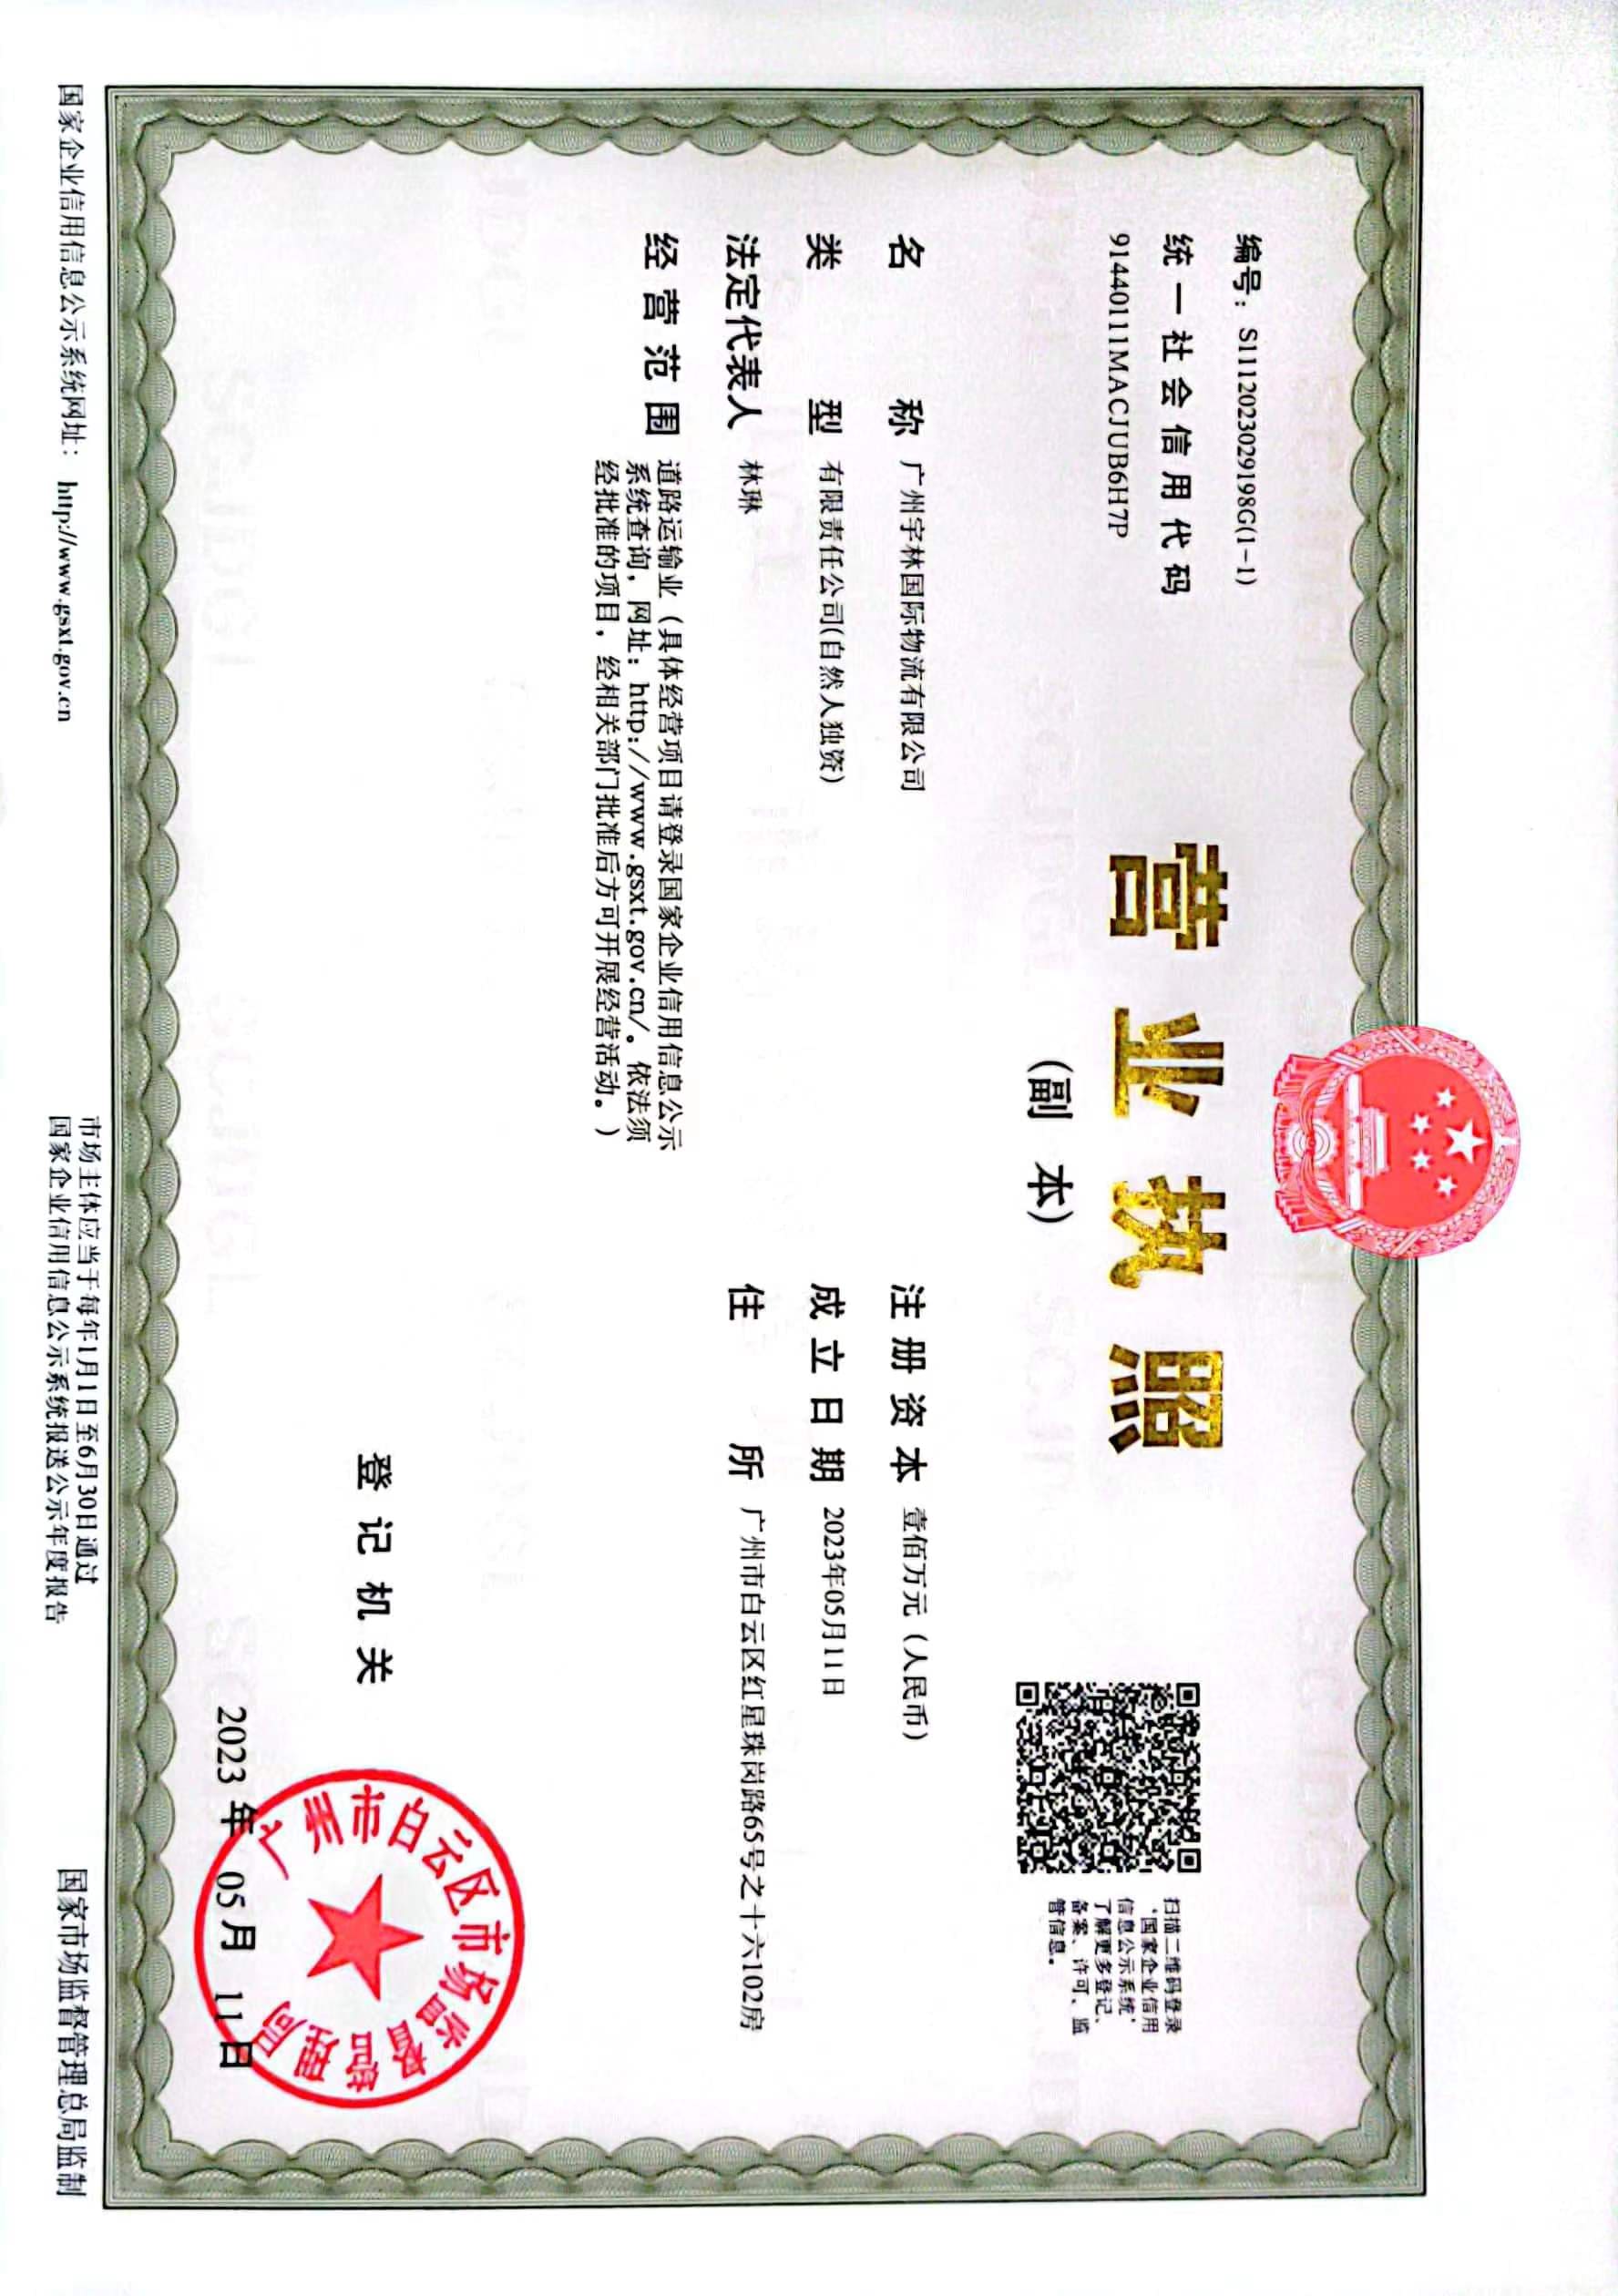 编号：S1112023029198G(1-1)
统一社会信用代码
91440111MACJUB6H7P
营业执照
(副 本)
扫描二维码登录
‘国家企业信用
信息公示系统’
了解更多登记、
备案、许可、监
管信息。
名称 广州宇林国际物流有限公司
类型 有限责任公司(自然人独资)
法定代表人 林琳
经营范围 道路运输业（具体经营项目请登录国家企业信用信息公示
系统查询，网址：http://www.gsxt.gov.cn/。依法须
经批准的项目，经相关部门批准后方可开展经营活动。）
注册资本 壹佰万元（人民币）
成立日期 2023年05月11日
住所 广州市白云区红星珠岗路65号之十六102房
登记机关
广州市白云区市场监督管理局
2023 年 05 月 11 日
国家企业信用信息公示系统网址： http://www.gsxt.gov.cn
市场主体应当于每年1月1日至6月30日通过
国家企业信用信息公示系统报送公示年度报告
国家市场监督管理总局监制
SCJDGL